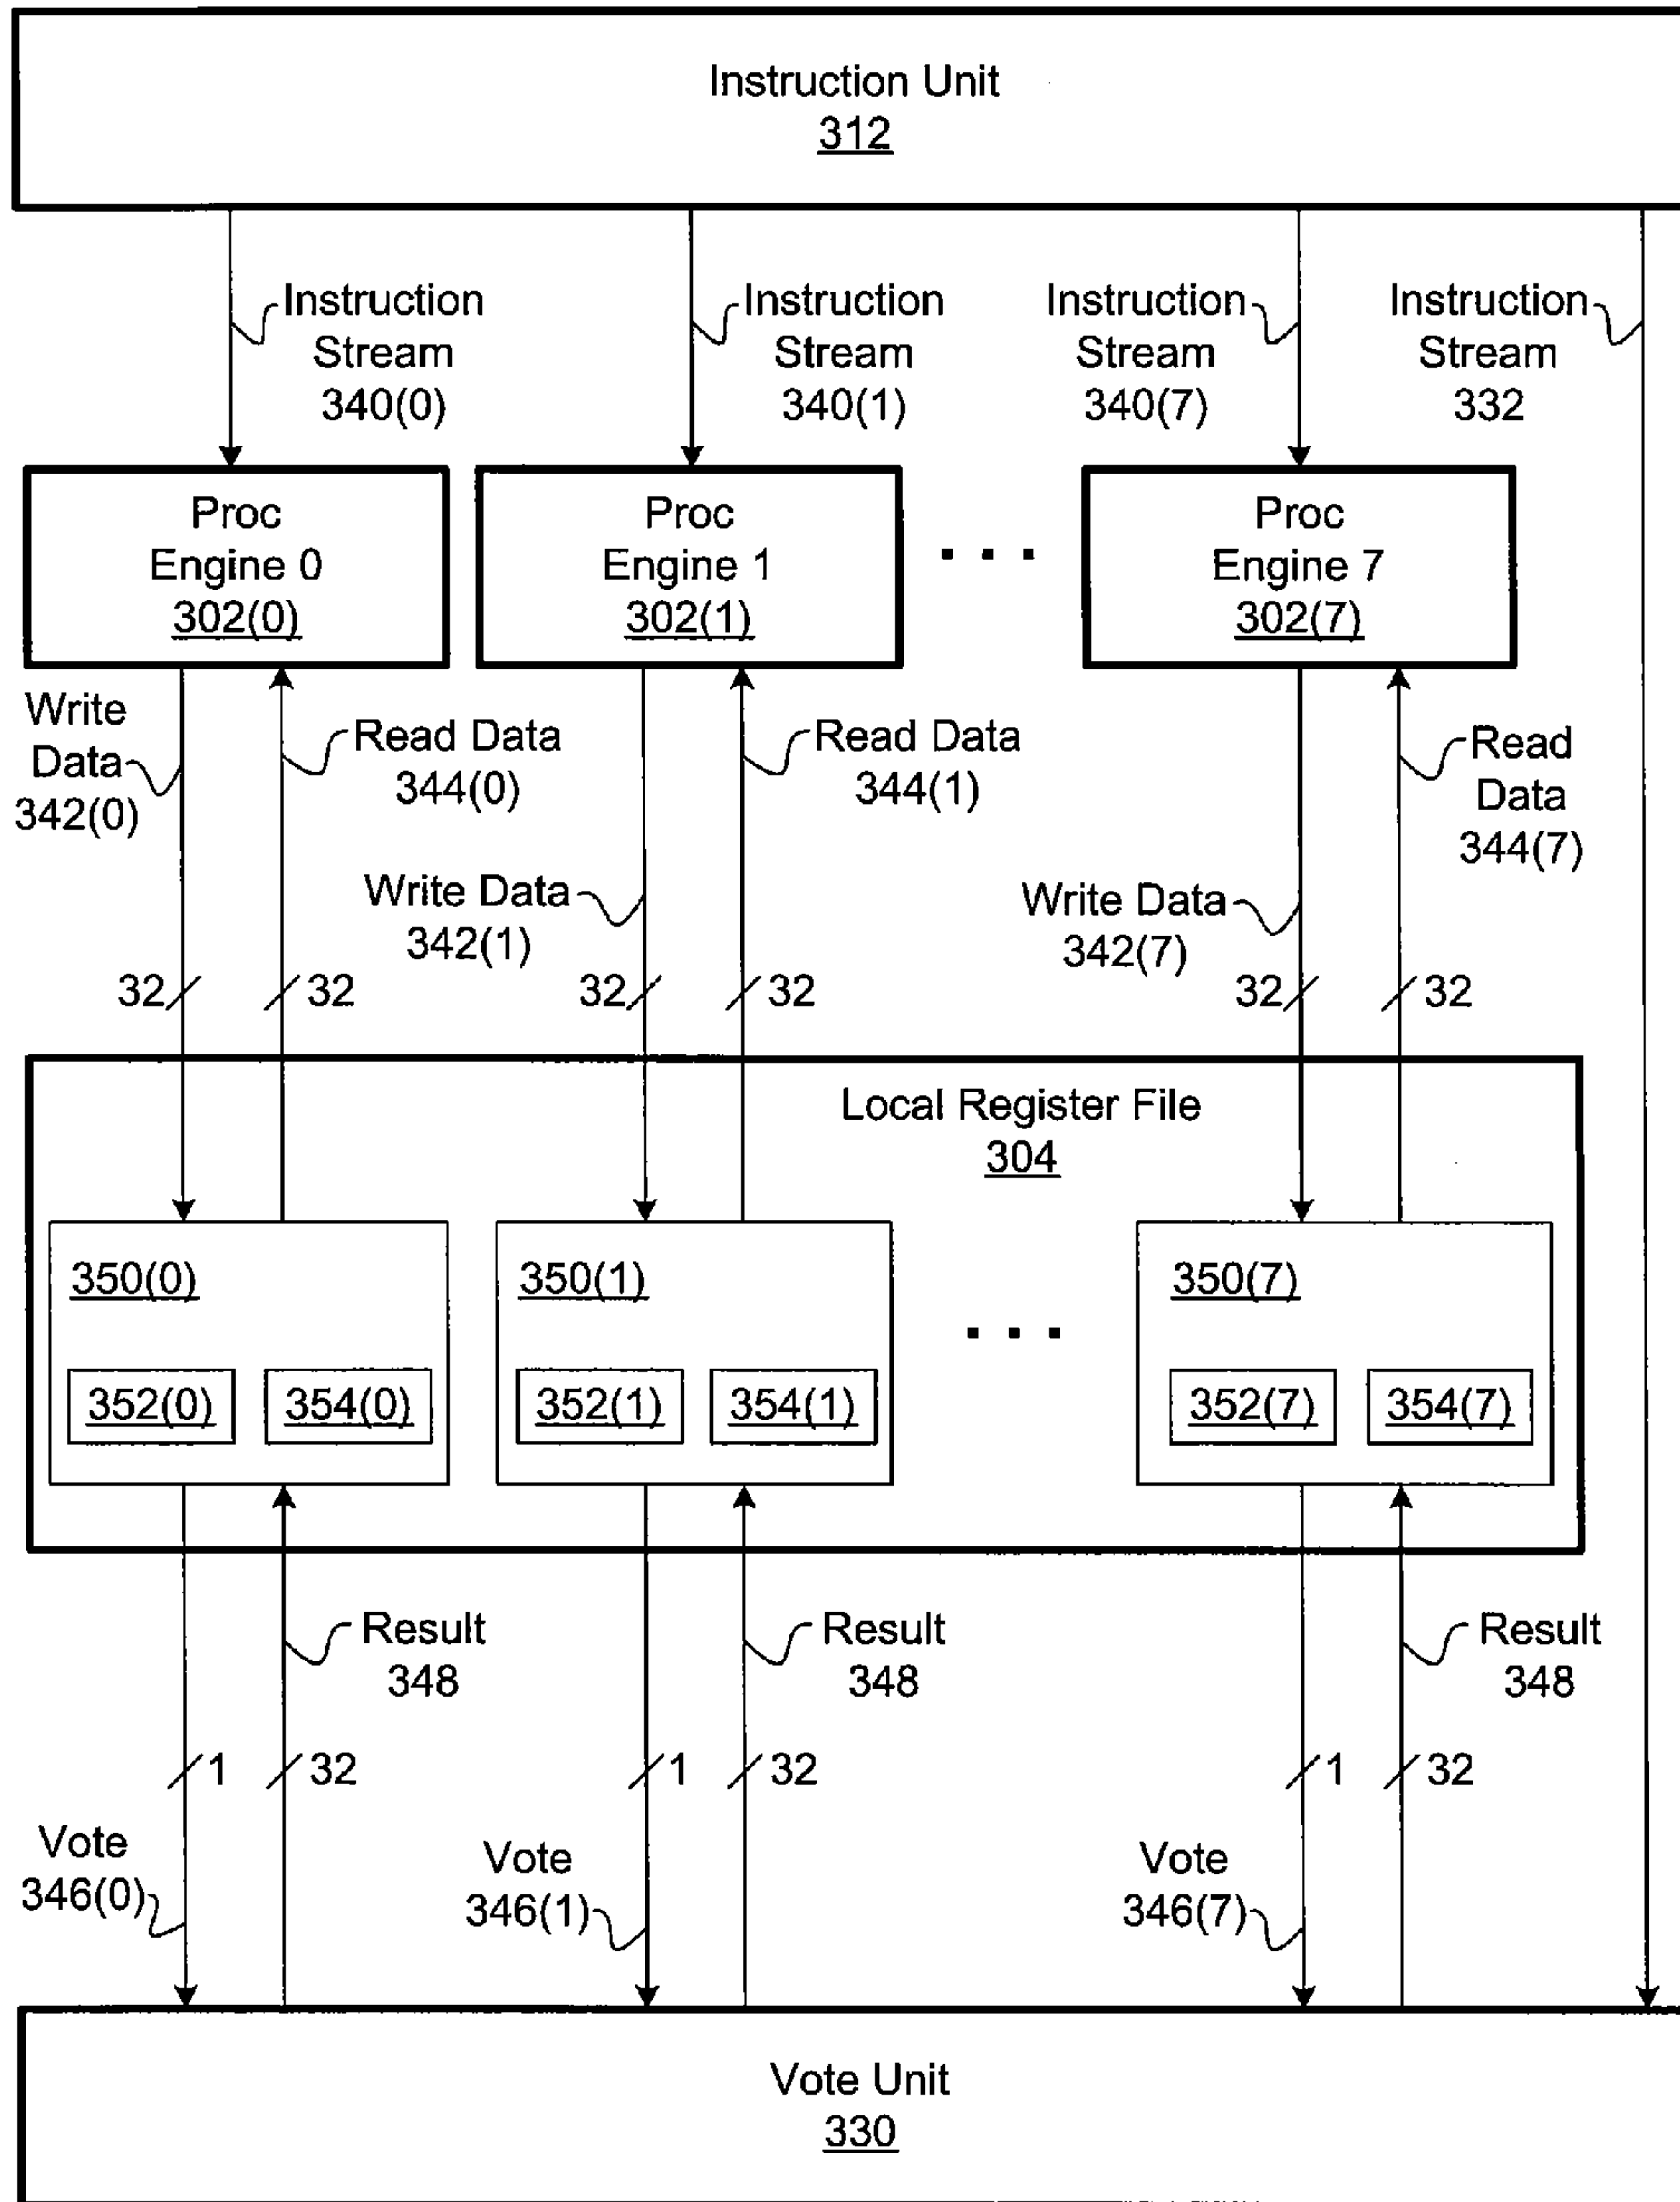 Instruction Unit
312
Instruction
Stream
340(0)
Instruction
Stream
340(1)
Instruction
Stream
340(7)
Instruction
Stream
332
Proc
Engine 0
302(0)
Proc
Engine 1
302(1)
. . .
Proc
Engine 7
302(7)
Write
Data
342(0)
Read Data
344(0)
Write Data
342(1)
Read Data
344(1)
Write Data
342(7)
Read
Data
344(7)
32
32
32
32
32
32
Local Register File
304
350(0)
352(0)
354(0)
350(1)
352(1)
354(1)
. . .
350(7)
352(7)
354(7)
Result
348
Result
348
Result
348
1
32
1
32
1
32
Vote
346(0)
Vote
346(1)
Vote
346(7)
Vote Unit
330